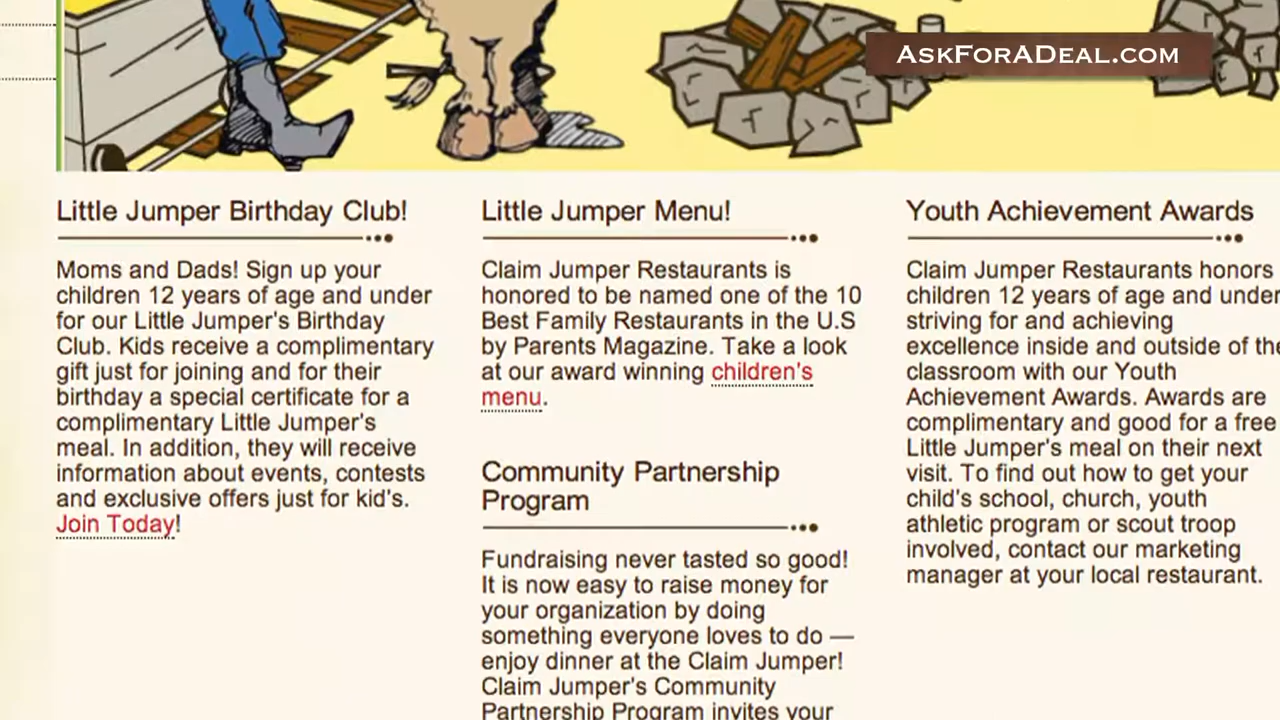 AskForADeal.com
Little Jumper Birthday Club!
Moms and Dads! Sign up your
children 12 years of age and under
for our Little Jumper's Birthday
Club. Kids receive a complimentary
gift just for joining and for their
birthday a special certificate for a
complimentary Little Jumper's
meal. In addition, they will receive
information about events, contests
and exclusive offers just for kid's.
Join Today!
Little Jumper Menu!
Claim Jumper Restaurants is
honored to be named one of the 10
Best Family Restaurants in the U.S
by Parents Magazine. Take a look
at our award winning children's
menu.
Community Partnership
Program
Fundraising never tasted so good!
It is now easy to raise money for
your organization by doing
something everyone loves to do —
enjoy dinner at the Claim Jumper!
Claim Jumper's Community
Partnership Program invites your
Youth Achievement Awards
Claim Jumper Restaurants honors
children 12 years of age and under
striving for and achieving
excellence inside and outside of the
classroom with our Youth
Achievement Awards. Awards are
complimentary and good for a free
Little Jumper's meal on their next
visit. To find out how to get your
child's school, church, youth
athletic program or scout troop
involved, contact our marketing
manager at your local restaurant.